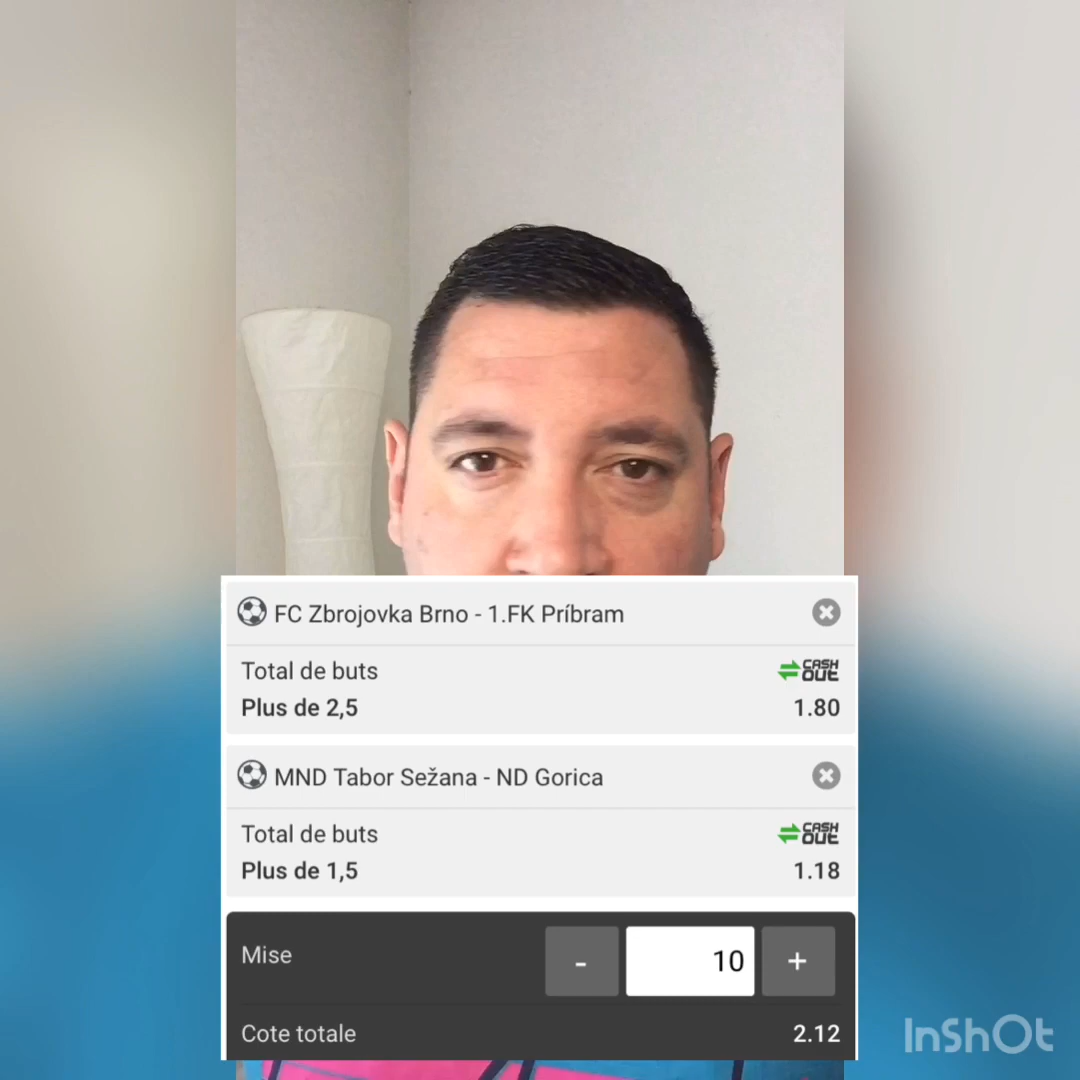 FC Zbrojovka Brno - 1.FK Príbram
Total de buts
CASH OUT
Plus de 2,5
1.80
MND Tabor Sežana - ND Gorica
Total de buts
CASH OUT
Plus de 1,5
1.18
Mise
-
10
+
Cote totale
2.12
InShOt